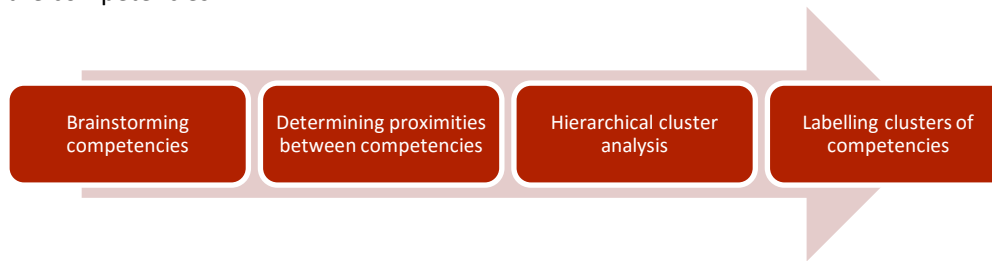 Brainstorming
competencies
Determining proximities
between competencies
Hierarchical cluster
analysis
Labelling clusters of
competencies